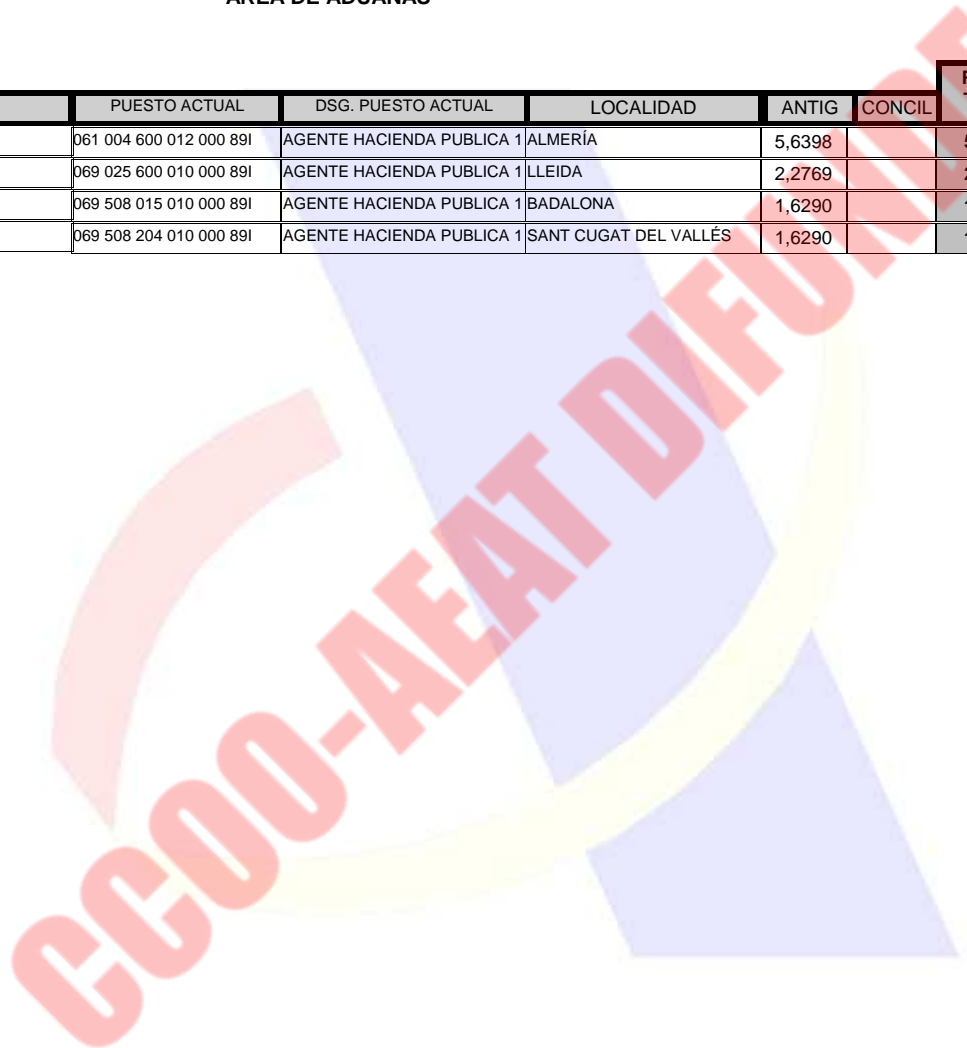 ÁREA DE ADUANAS
PUESTO ACTUAL DSG. PUESTO ACTUAL LOCALIDAD ANTIG CONCIL
061 004 600 012 000 89I AGENTE HACIENDA PUBLICA 1 ALMERÍA 5,6398
069 025 600 010 000 89I AGENTE HACIENDA PUBLICA 1 LLEIDA 2,2769
069 508 015 010 000 89I AGENTE HACIENDA PUBLICA 1 BADALONA 1,6290
069 508 204 010 000 89I AGENTE HACIENDA PUBLICA 1 SANT CUGAT DEL VALLÉS 1,6290
CCOO-AEAT